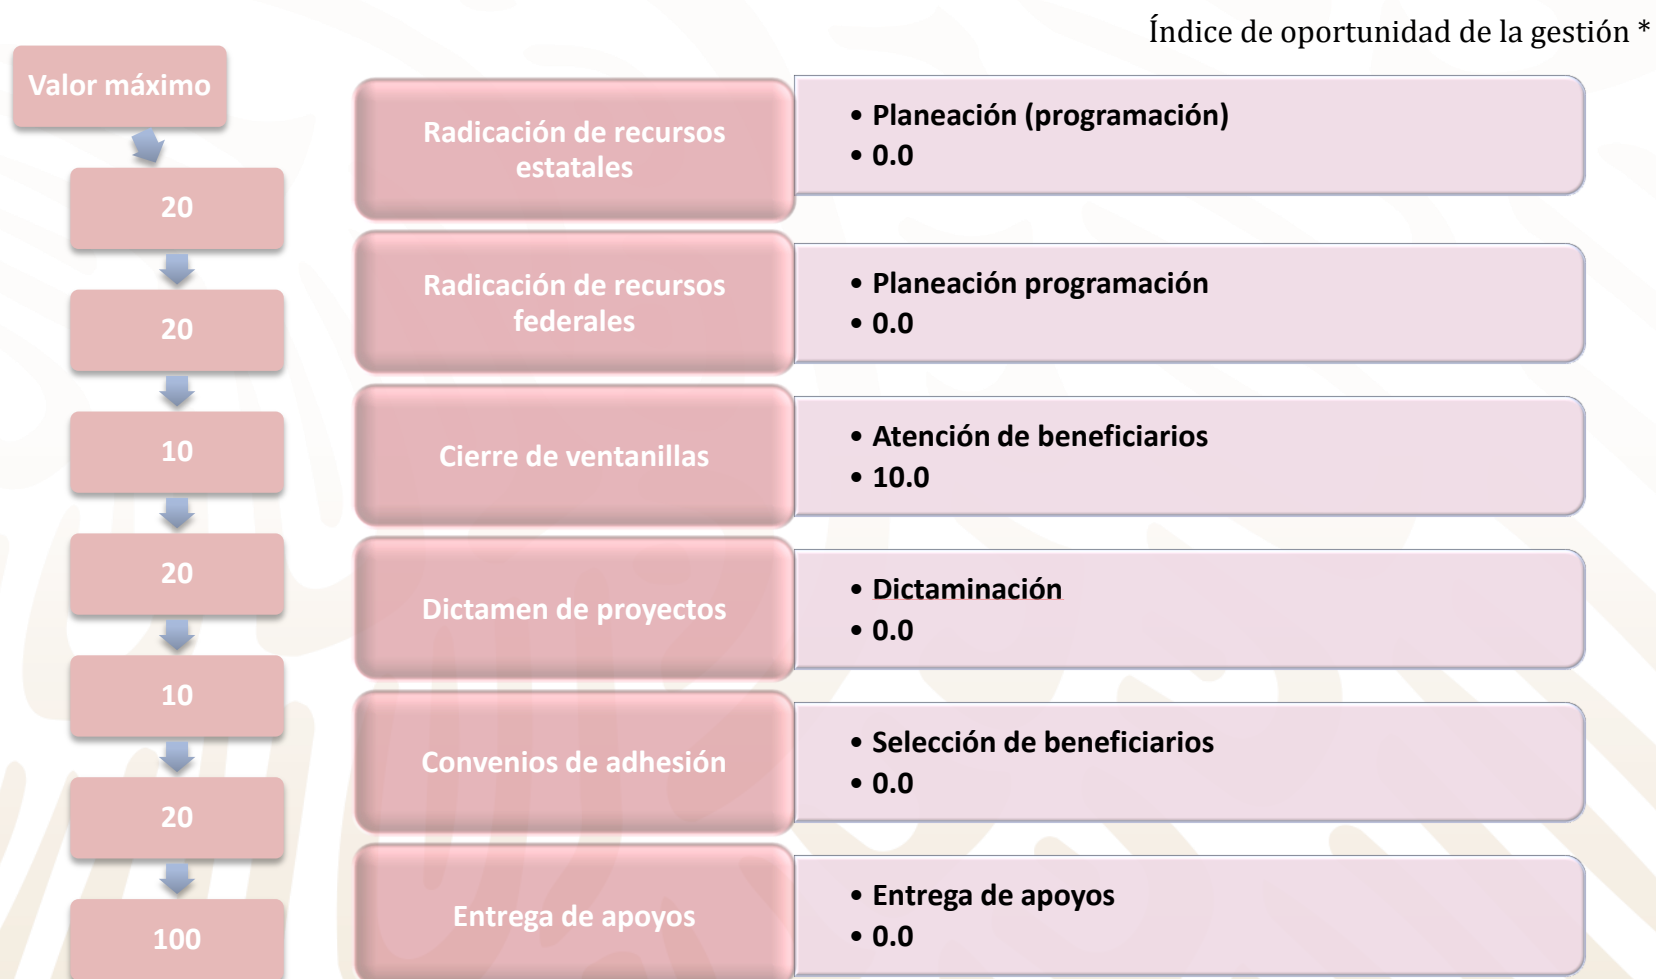 Índice de oportunidad de la gestión *
Valor máximo
20
20
10
20
10
20
100
Radicación de recursos
estatales
• Planeación (programación)
• 0.0
Radicación de recursos
federales
• Planeación programación
• 0.0
Cierre de ventanillas
• Atención de beneficiarios
• 10.0
Dictamen de proyectos
• Dictaminación
• 0.0
Convenios de adhesión
• Selección de beneficiarios
• 0.0
Entrega de apoyos
• Entrega de apoyos
• 0.0